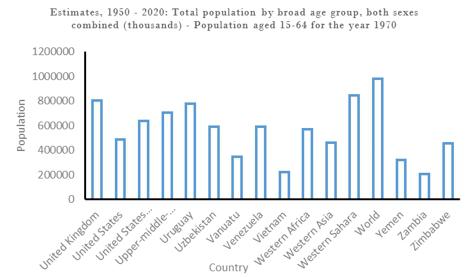 Estimates, 1950 - 2020: Total population by broad age group, both sexes
combined (thousands) - Population aged 15-64 for the year 1970
1200000
1000000
800000
600000
400000
200000
0
Population
United Kingdom
United States
United States...
Upper-middle-...
Uruguay
Uzbekistan
Vanuatu
Venezuela
Vietnam
Western Africa
Western Asia
Western Sahara
World
Yemen
Zambia
Zimbabwe
Country